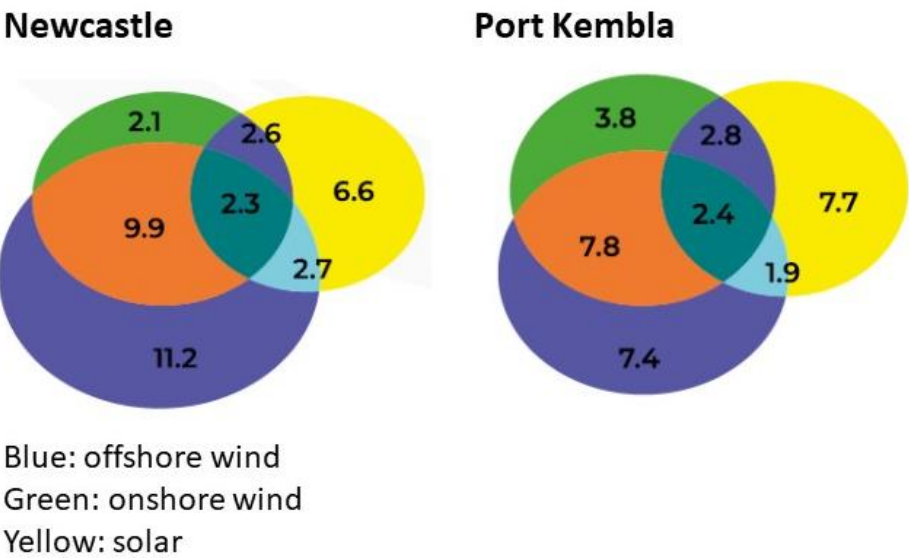 Newcastle
Port Kembla
2.1
2.6
6.6
2.3
9.9
2.7
11.2
3.8
2.8
7.7
2.4
7.8
1.9
7.4
Blue: offshore wind
Green: onshore wind
Yellow: solar